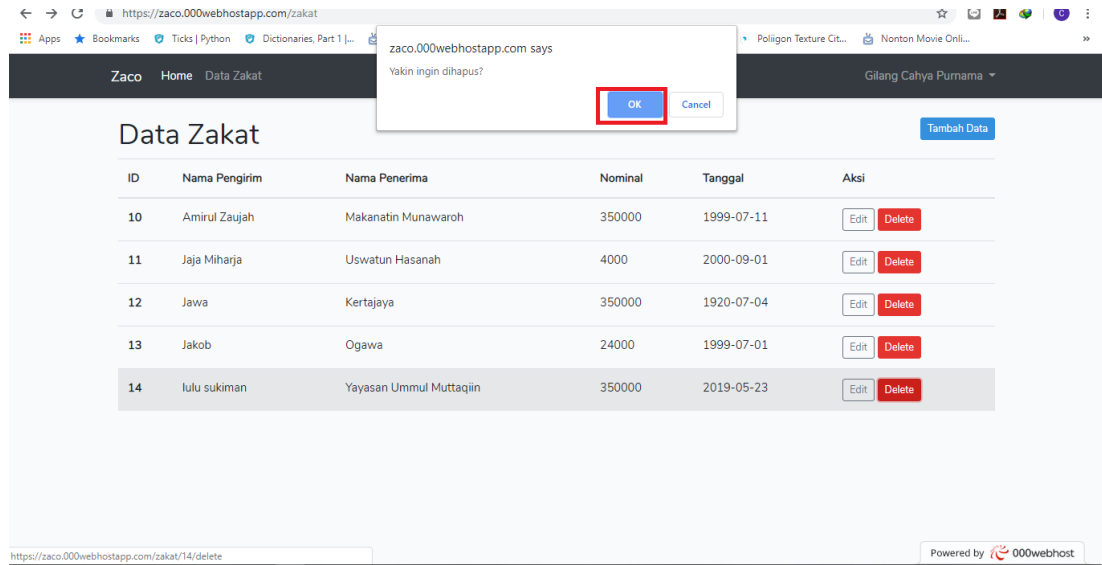 https://zaco.000webhostapp.com/zakat
Apps Bookmarks Ticks | Python Dictionaries, Part 1 |... Poliigon Texture Cit... Nonton Movie Onli... »
zaco.000webhostapp.com says
Yakin ingin dihapus?
OK Cancel
Zaco Home Data Zakat Gilang Cahya Purnama
Data Zakat Tambah Data
ID Nama Pengirim Nama Penerima Nominal Tanggal Aksi
10 Amirul Zaujah Makanatin Munawaroh 350000 1999-07-11 Edit Delete
11 Jaja Miharja Uswatun Hasanah 4000 2000-09-01 Edit Delete
12 Jawa Kertajaya 350000 1920-07-04 Edit Delete
13 Jakob Ogawa 24000 1999-07-01 Edit Delete
14 lulu sukiman Yayasan Ummul Muttaqiin 350000 2019-05-23 Edit Delete
https://zaco.000webhostapp.com/zakat/14/delete
Powered by 000webhost